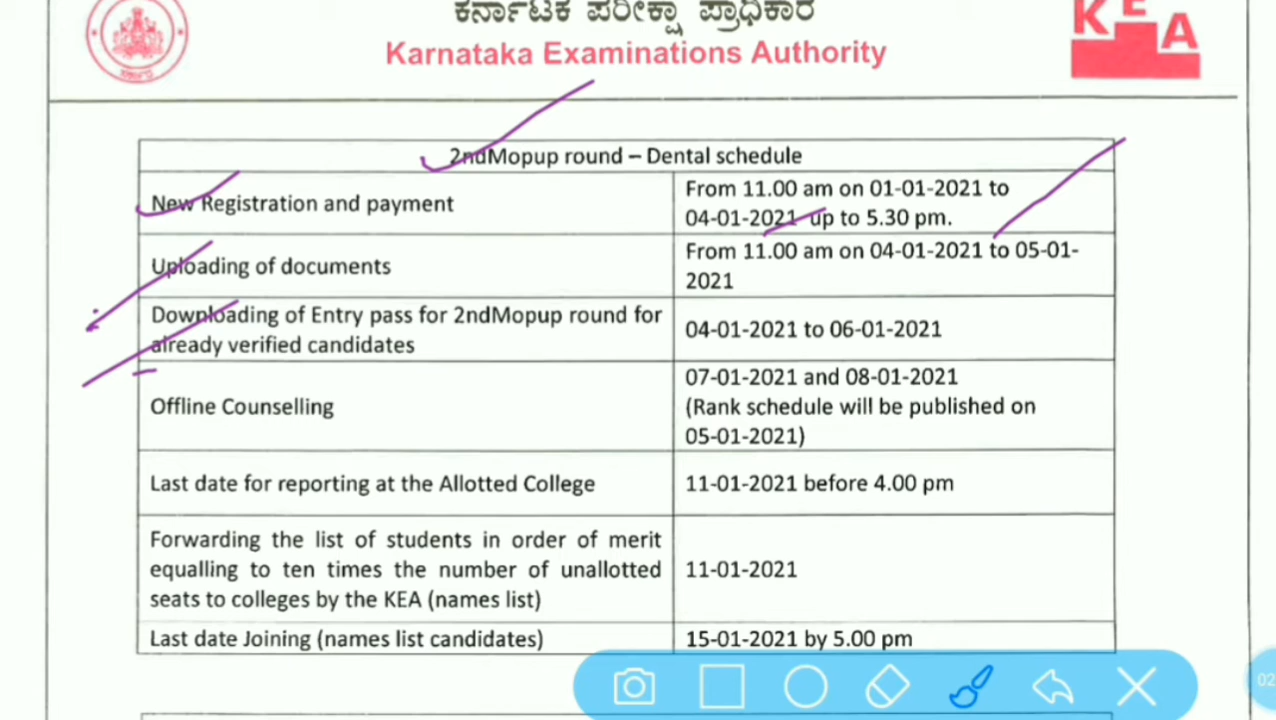 ಕರ್ನಾಟಕ ಪರೀಕ್ಷಾ ಪ್ರಾಧಿಕಾರ
KEA
Karnataka Examinations Authority
2ndMopup round – Dental schedule
New Registration and payment
From 11.00 am on 01-01-2021 to
04-01-2021 up to 5.30 pm.
Uploading of documents
From 11.00 am on 04-01-2021 to 05-01-
2021
Downloading of Entry pass for 2ndMopup round for
already verified candidates
04-01-2021 to 06-01-2021
Offline Counselling
07-01-2021 and 08-01-2021
(Rank schedule will be published on
05-01-2021)
Last date for reporting at the Allotted College
11-01-2021 before 4.00 pm
Forwarding the list of students in order of merit
equalling to ten times the number of unallotted
seats to colleges by the KEA (names list)
11-01-2021
Last date Joining (names list candidates)
15-01-2021 by 5.00 pm
02